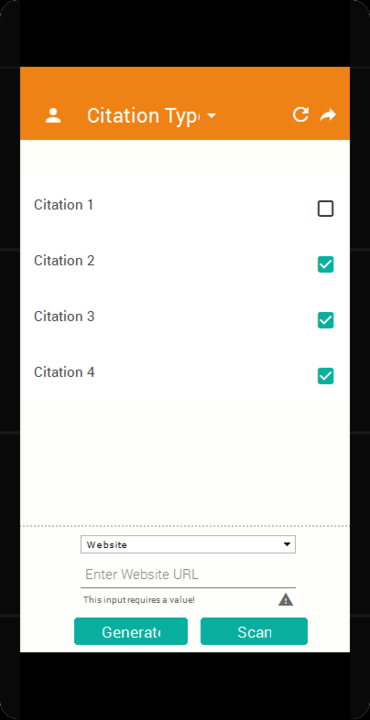 Citation Typ
Citation 1
Citation 2
Citation 3
Citation 4
Website
Enter Website URL
This input requires a value!
Generat
Scan